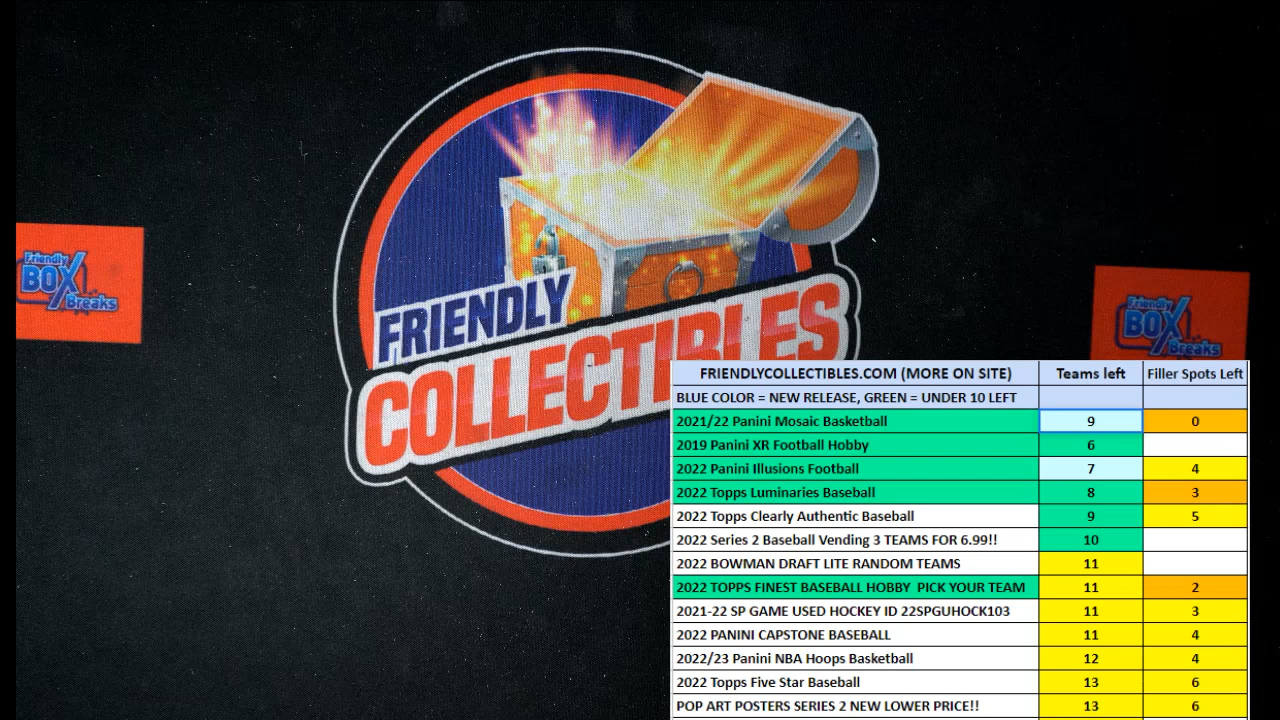 Friendly
BOX
Breaks
FRIENDLY
COLLECTIBLES
Friendly
BOX
Breaks
FRIENDLYCOLLECTIBLES.COM (MORE ON SITE) Teams left Filler Spots Left
BLUE COLOR = NEW RELEASE, GREEN = UNDER 10 LEFT
2021/22 Panini Mosaic Basketball 9 0
2019 Panini XR Football Hobby 6
2022 Panini Illusions Football 7 4
2022 Topps Luminaries Baseball 8 3
2022 Topps Clearly Authentic Baseball 9 5
2022 Series 2 Baseball Vending 3 TEAMS FOR 6.99!! 10
2022 BOWMAN DRAFT LITE RANDOM TEAMS 11
2022 TOPPS FINEST BASEBALL HOBBY PICK YOUR TEAM 11 2
2021-22 SP GAME USED HOCKEY ID 22SPGUHOCK103 11 3
2022 PANINI CAPSTONE BASEBALL 11 4
2022/23 Panini NBA Hoops Basketball 12 4
2022 Topps Five Star Baseball 13 6
POP ART POSTERS SERIES 2 NEW LOWER PRICE!! 13 6